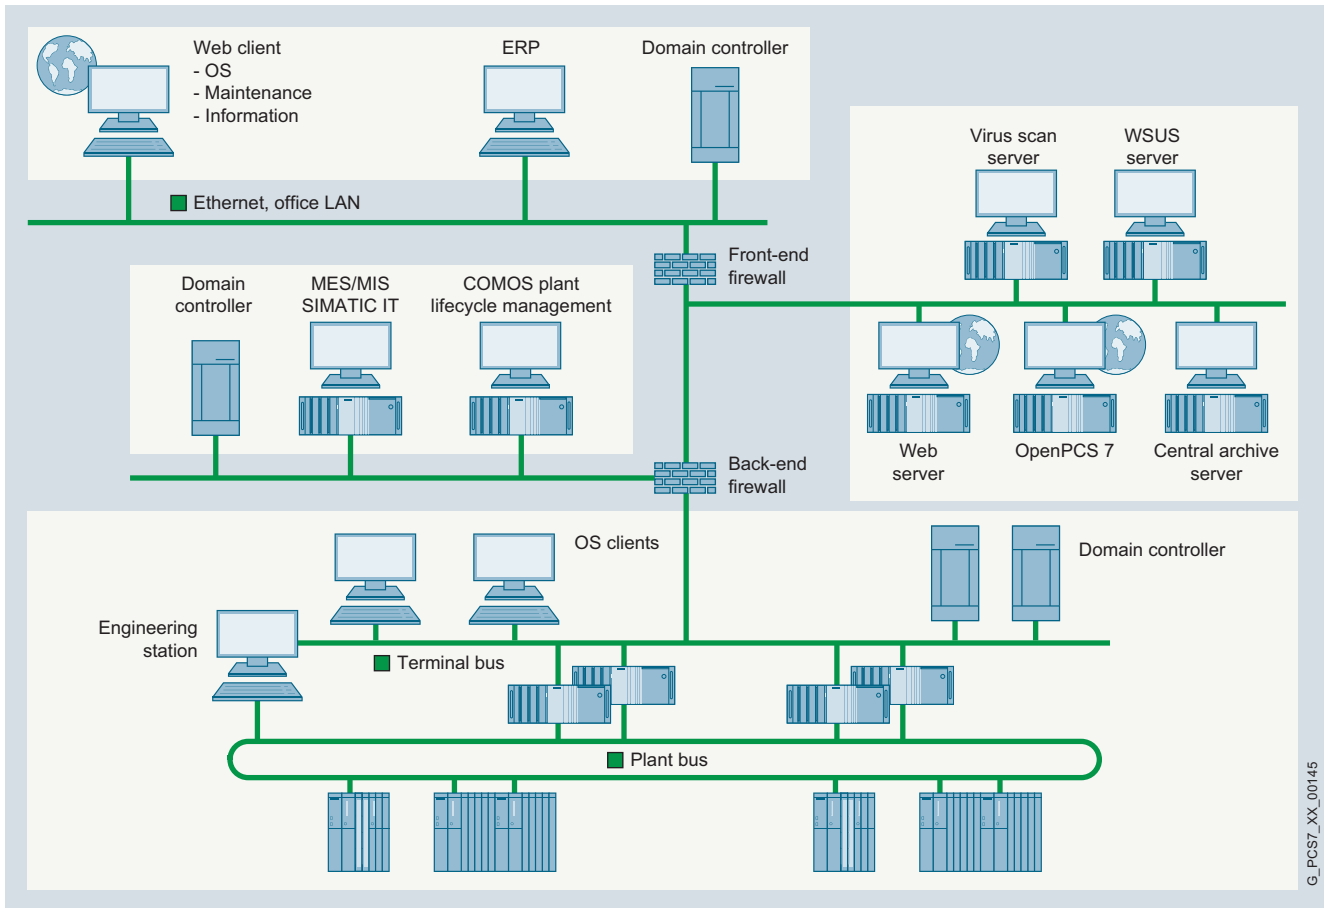 Web client
- OS
- Maintenance
- Information
ERP
Domain controller
Ethernet, office LAN
Virus scan
server
WSUS
server
Front-end
firewall
Domain
controller
MES/MIS
SIMATIC IT
COMOS plant
lifecycle management
Web
server
OpenPCS 7
Central archive
server
Back-end
firewall
OS clients
Domain controller
Engineering
station
Terminal bus
Plant bus
G_PCS7_XX_00145